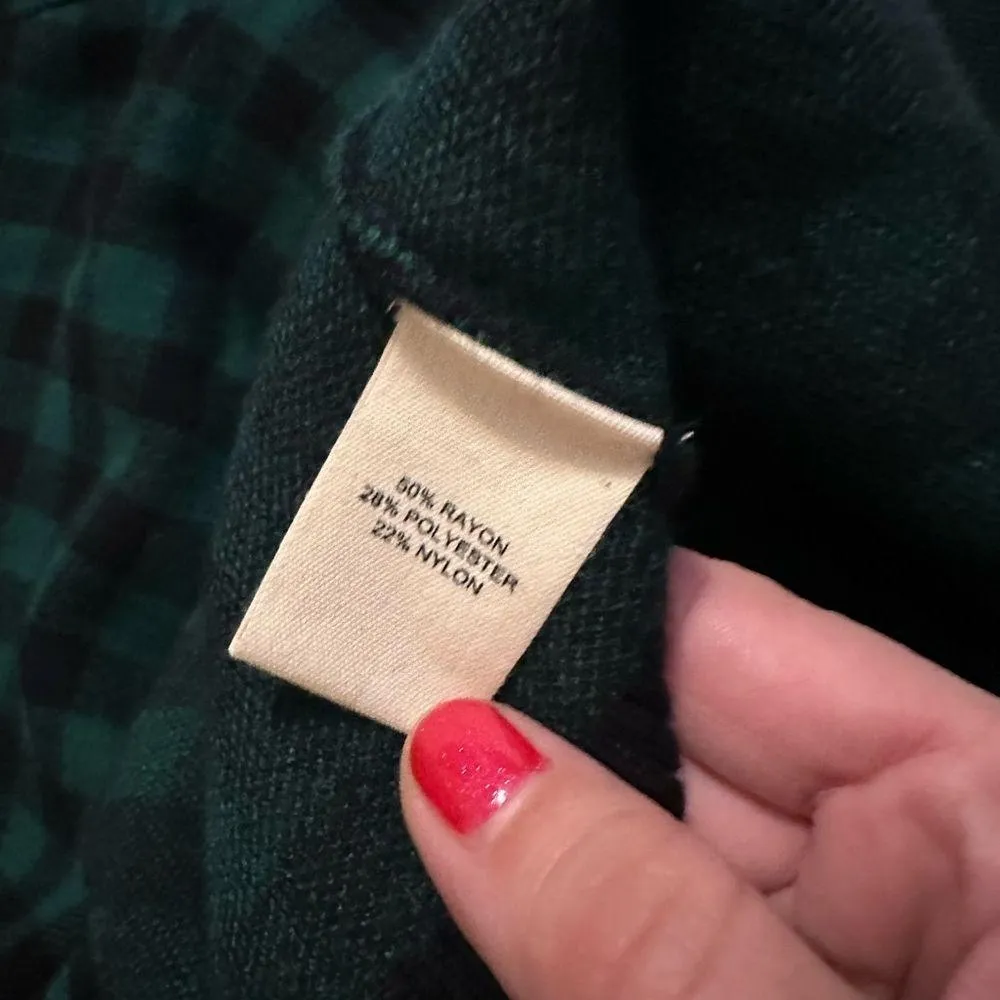 50% RAYON
28% POLYESTER
22% NYLON